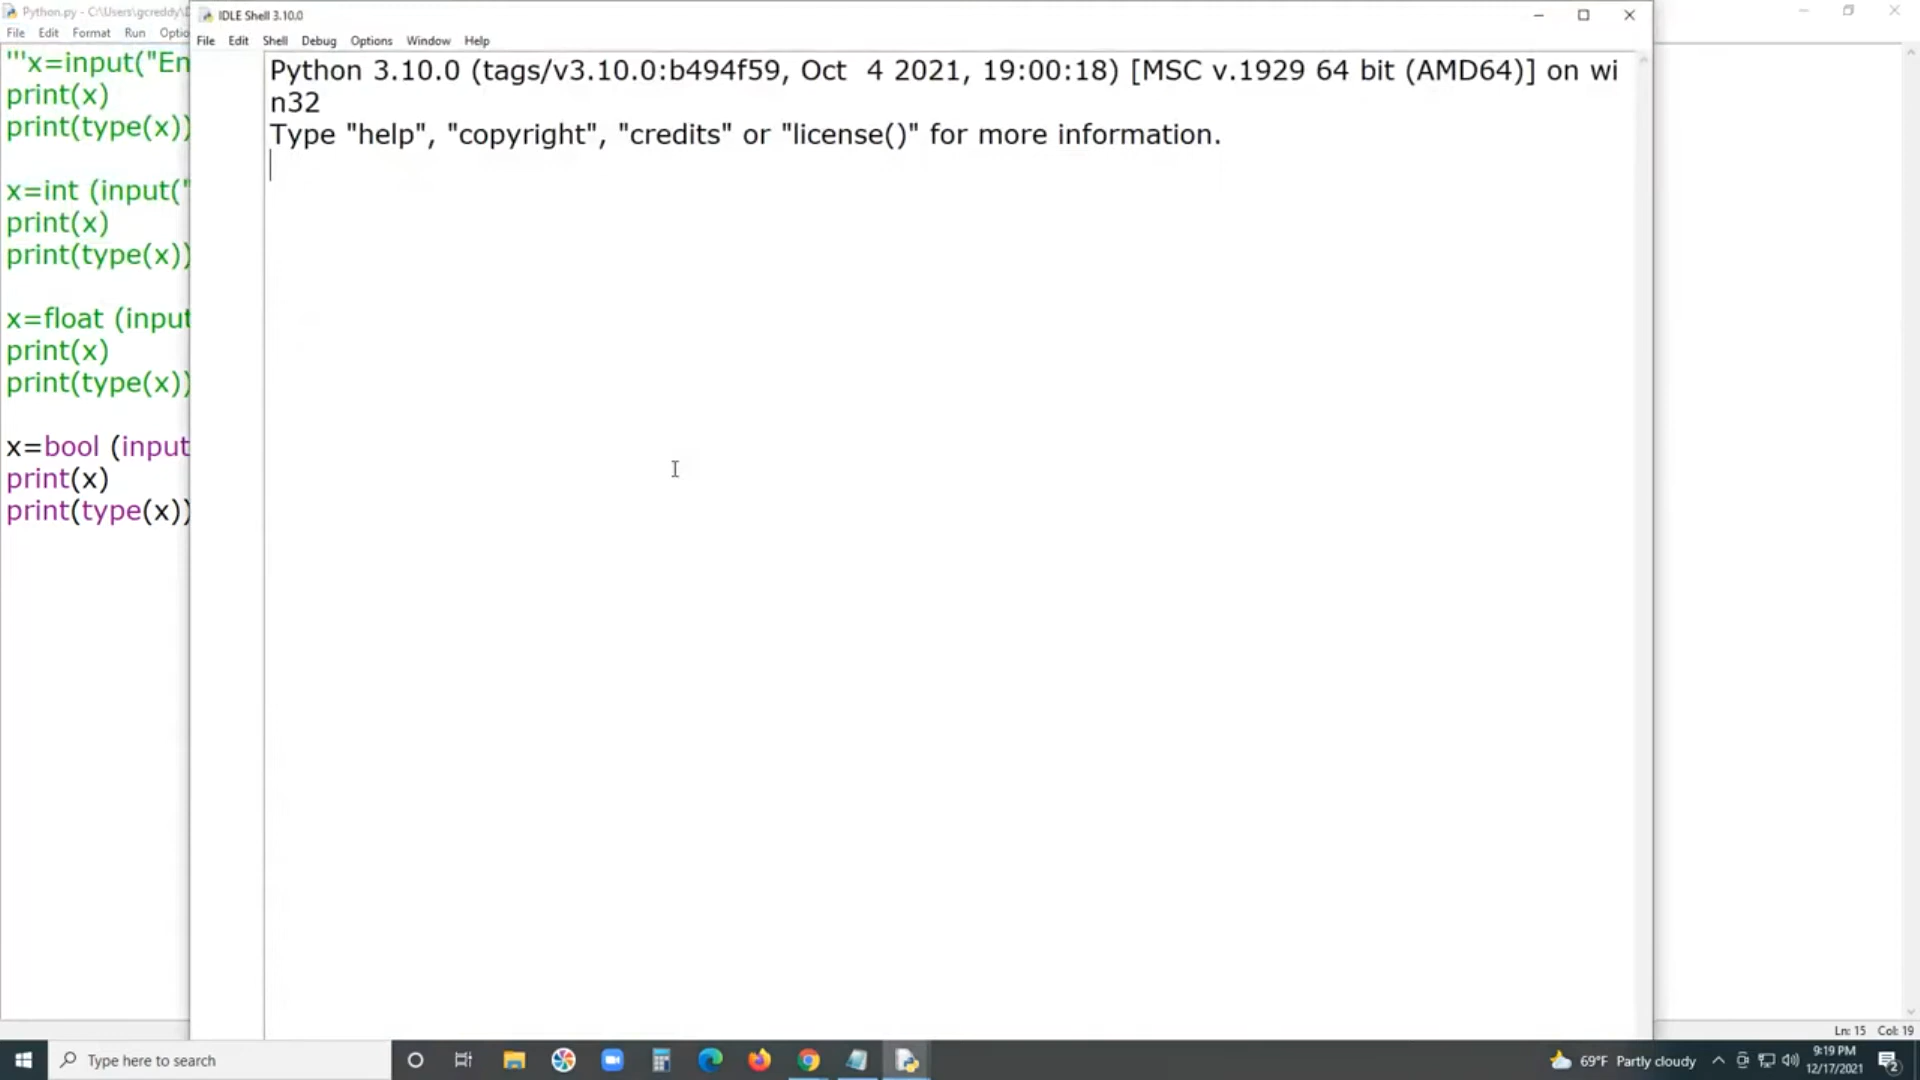 Python.py - C:\Users\gcreddy\D
File Edit Format Run Optio
'''x=input("En
print(x)
print(type(x))
x=int (input("
print(x)
print(type(x))
x=float (input
print(x)
print(type(x))
x=bool (input
print(x)
print(type(x))
IDLE Shell 3.10.0
File Edit Shell Debug Options Window Help
Python 3.10.0 (tags/v3.10.0:b494f59, Oct  4 2021, 19:00:18) [MSC v.1929 64 bit (AMD64)] on wi
n32
Type "help", "copyright", "credits" or "license()" for more information.
Ln: 15 Col: 19
Type here to search
69°F Partly cloudy
9:19 PM
12/17/2021
2